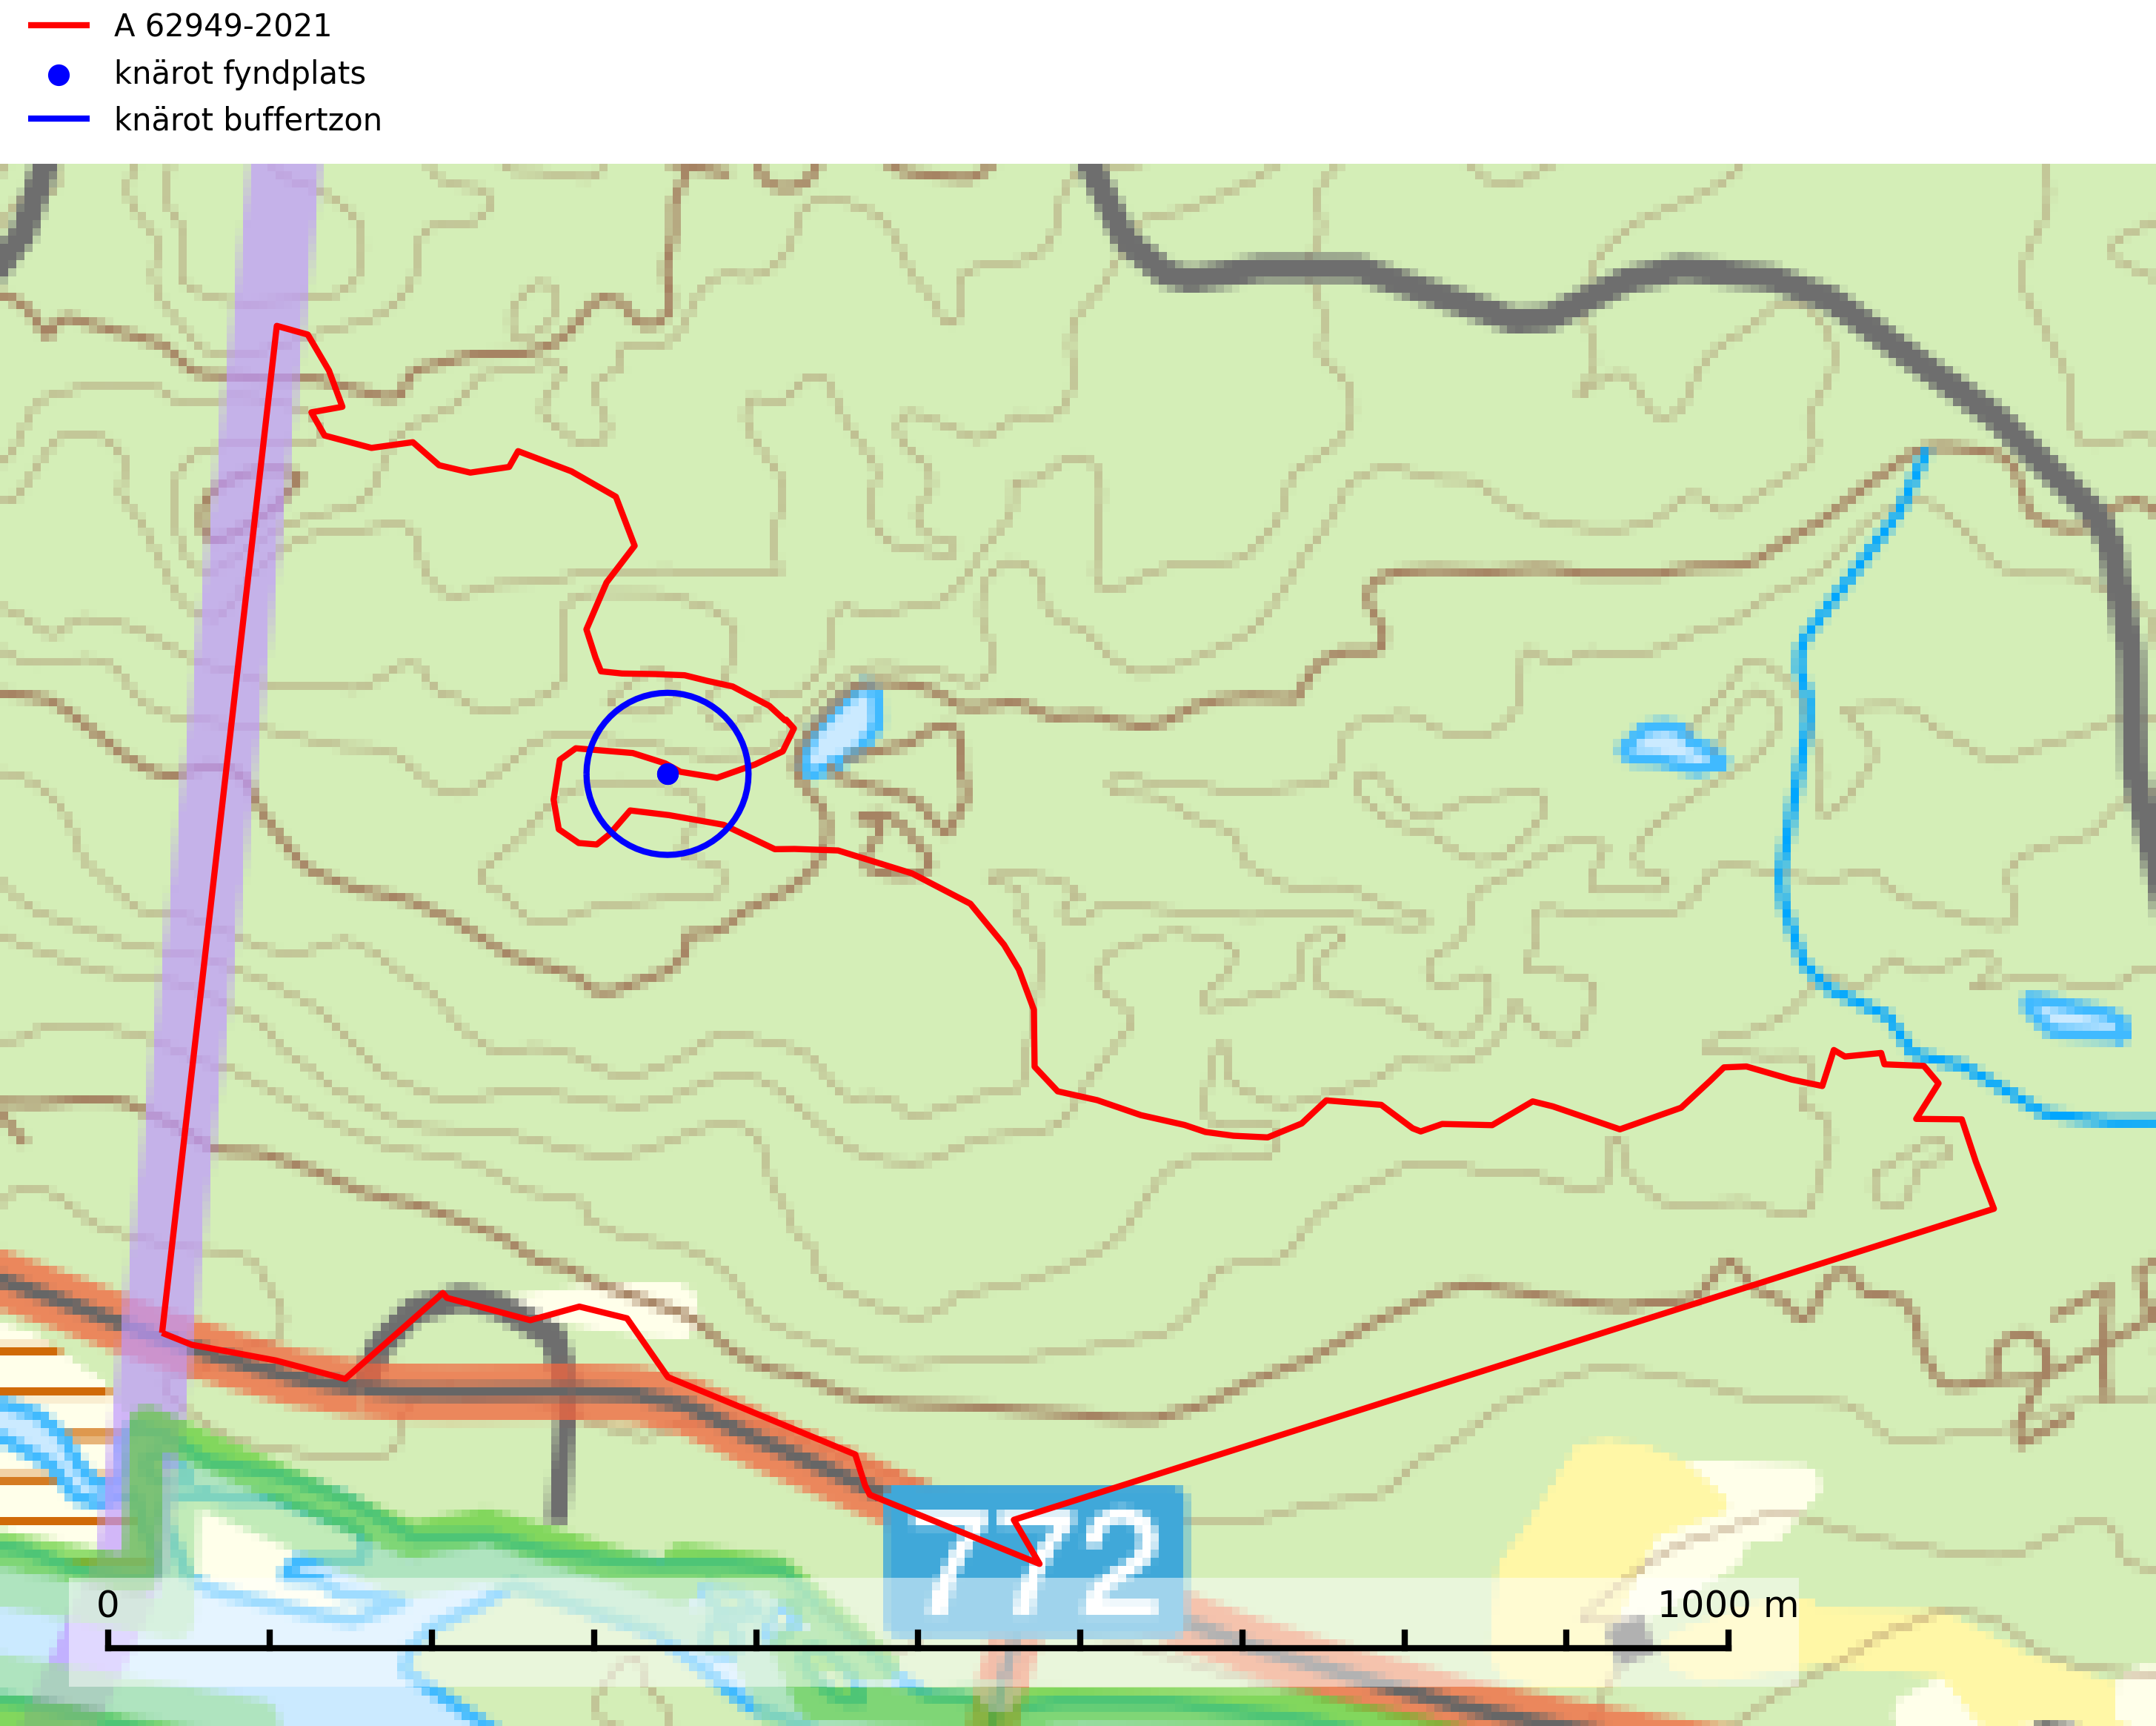 A 62949-2021
knärot fyndplats
knärot buffertzon
772
0 1000 m